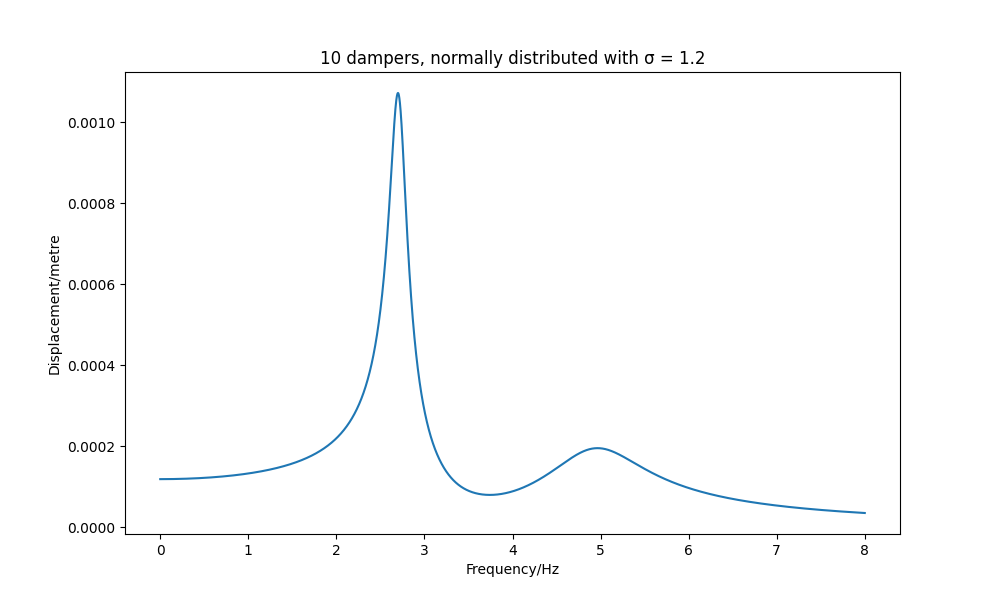 10 dampers, normally distributed with σ = 1.2
0.0010
0.0008
0.0006
0.0004
0.0002
0.0000
Displacement/metre
0 1 2 3 4 5 6 7 8
Frequency/Hz